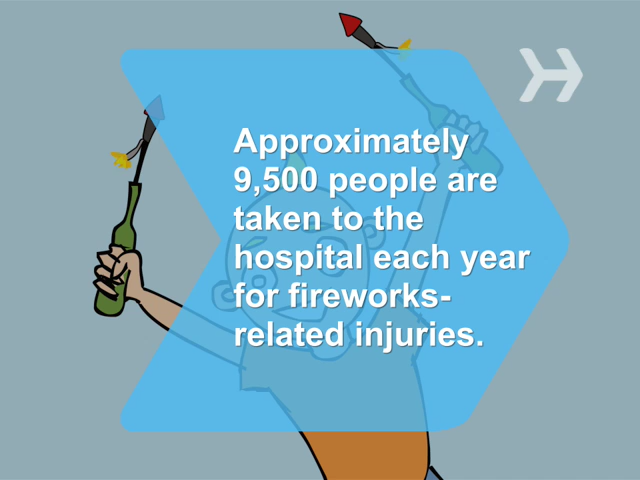 Approximately
9,500 people are
taken to the
hospital each year
for fireworks-
related injuries.